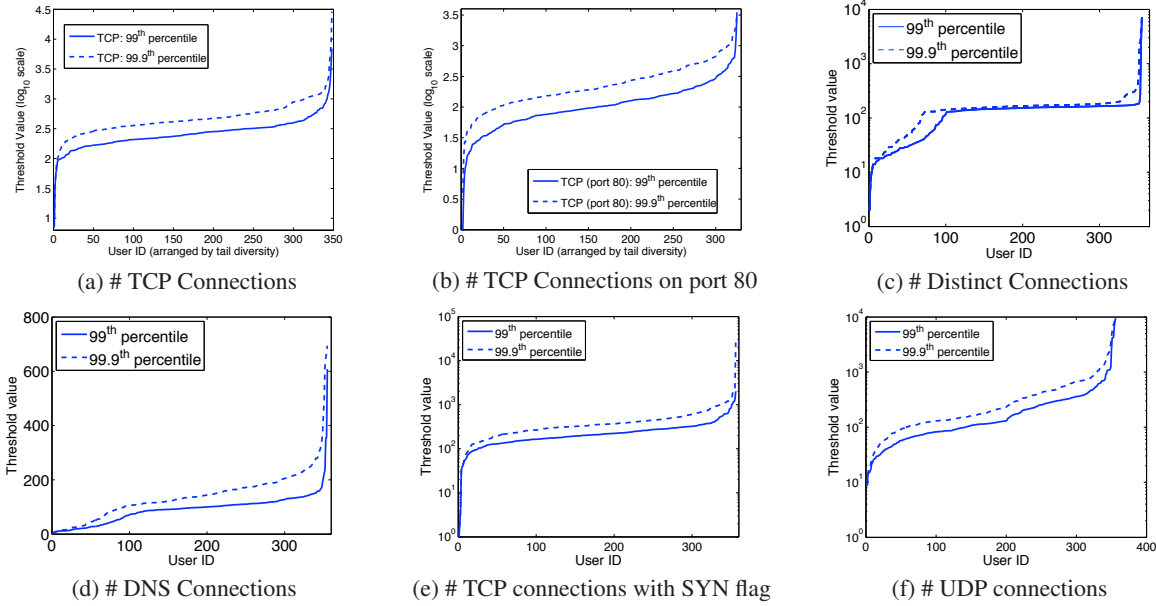 TCP: 99th percentile
TCP: 99.9th percentile
Threshold Value (log10 scale)
4.5
4
3.5
3
2.5
2
1.5
1
0 50 100 150 200 250 300 350
User ID (arranged by tail diversity)
(a) # TCP Connections
TCP (port 80): 99th percentile
TCP (port 80): 99.9th percentile
Threshold Value (log10 scale)
3.5
3
2.5
2
1.5
1
0.5
0
0 50 100 150 200 250 300
User ID (arranged by tail diversity)
(b) # TCP Connections on port 80
99th percentile
99.9th percentile
Threshold value
10^4
10^3
10^2
10^1
10^0
0 100 200 300
User ID
(c) # Distinct Connections
99th percentile
99.9th percentile
Threshold value
800
600
400
200
0
0 100 200 300
User ID
(d) # DNS Connections
99th percentile
99.9th percentile
Threshold value
10^5
10^4
10^3
10^2
10^1
10^0
0 100 200 300
User ID
(e) # TCP connections with SYN flag
99th percentile
99.9th percentile
Threshold value
10^4
10^3
10^2
10^1
10^0
0 100 200 300 400
User ID
(f) # UDP connections